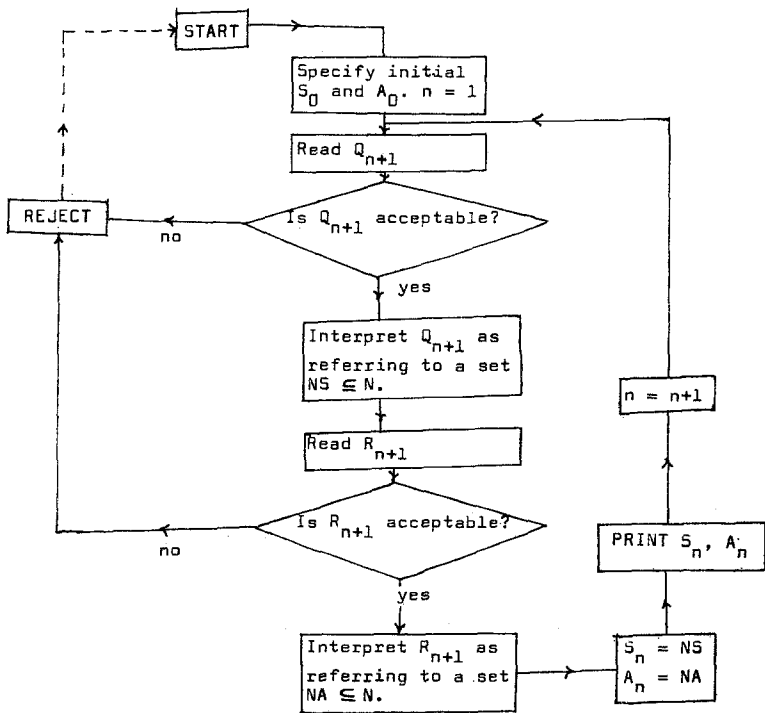 START
Specify initial
S₀ and A₀. n = 1
Read Qₙ₊₁
Is Qₙ₊₁ acceptable?
REJECT
no
yes
Interpret Qₙ₊₁ as
referring to a set
NS ⊆ N.
n = n+1
Read Rₙ₊₁
Is Rₙ₊₁ acceptable?
no
PRINT Sₙ, Aₙ
yes
Interpret Rₙ₊₁ as
referring to a set
NA ⊆ N.
Sₙ = NS
Aₙ = NA